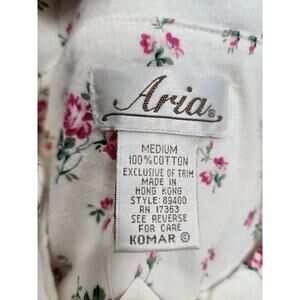 Aria®
MEDIUM
100% COTTON
EXCLUSIVE OF TRIM
MADE IN
HONG KONG
STYLE: 89400
RN 17363
SEE REVERSE
FOR CARE
KOMAR ©